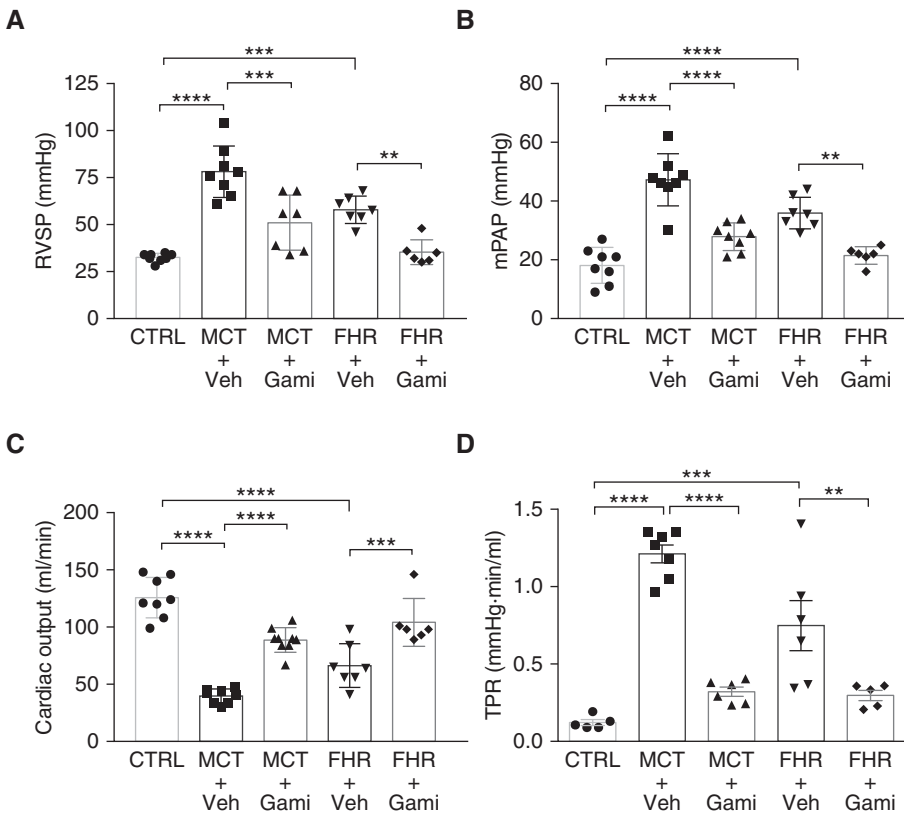 A
RVSP (mmHg)
125
100
75
50
25
0
****
***
***
**
CTRL
MCT
+
Veh
MCT
+
Gami
FHR
+
Veh
FHR
+
Gami
B
mPAP (mmHg)
80
60
40
20
0
****
****
****
**
CTRL
MCT
+
Veh
MCT
+
Gami
FHR
+
Veh
FHR
+
Gami
C
Cardiac output (ml/min)
200
150
100
50
0
****
****
****
***
CTRL
MCT
+
Veh
MCT
+
Gami
FHR
+
Veh
FHR
+
Gami
D
TPR (mmHg·min/ml)
1.5
1.0
0.5
0.0
***
****
****
**
CTRL
MCT
+
Veh
MCT
+
Gami
FHR
+
Veh
FHR
+
Gami